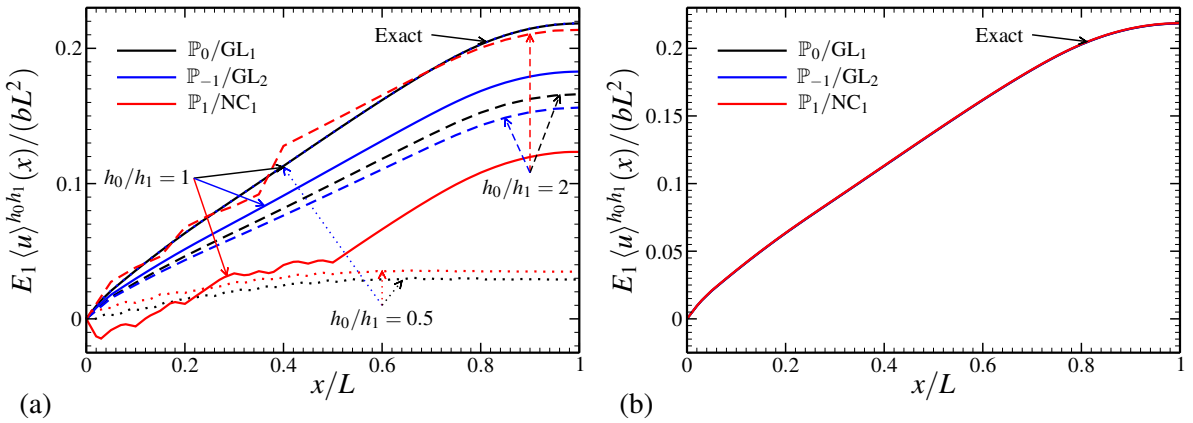 E₁ ⟨u⟩^{h₀h₁}(x)/(bL²)
0.2
0.1
0
ℙ₀/GL₁
ℙ₋₁/GL₂
ℙ₁/NC₁
Exact
h₀/h₁ = 1
h₀/h₁ = 2
h₀/h₁ = 0.5
0 0.2 0.4 0.6 0.8 1
x/L
(a)
E₁ ⟨u⟩^{h₀h₁}(x)/(bL²)
0.2
0.15
0.1
0.05
0
ℙ₀/GL₁
ℙ₋₁/GL₂
ℙ₁/NC₁
Exact
0 0.2 0.4 0.6 0.8 1
x/L
(b)